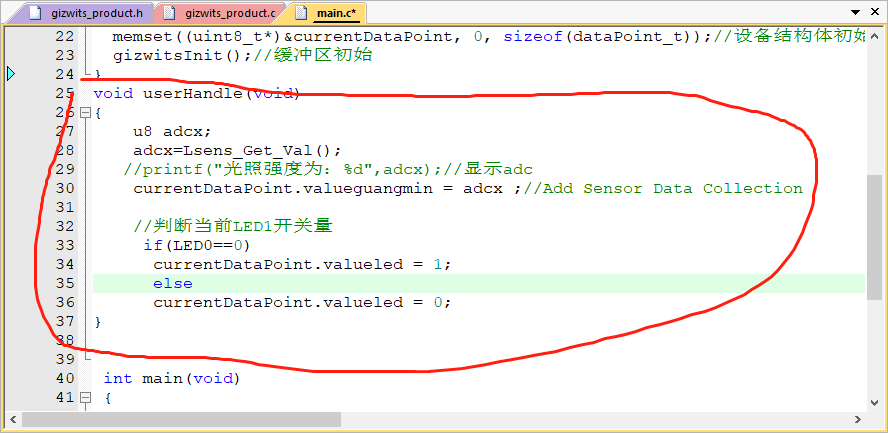 gizwits_product.h gizwits_product.c main.c*
22 memset((uint8_t*)&currentDataPoint, 0, sizeof(dataPoint_t));//设备结构体初始
23 gizwitsInit();//缓冲区初始
24 }
25 void userHandle(void)
26 {
27 u8 adcx;
28 adcx=Lsens_Get_Val();
29 //printf("光照强度为: %d",adcx);//显示adc
30 currentDataPoint.valueguangmin = adcx ;//Add Sensor Data Collection
31
32 //判断当前LED1开关量
33 if(LED0==0)
34 currentDataPoint.valueled = 1;
35 else
36 currentDataPoint.valueled = 0;
37 }
38
39
40 int main(void)
41 {